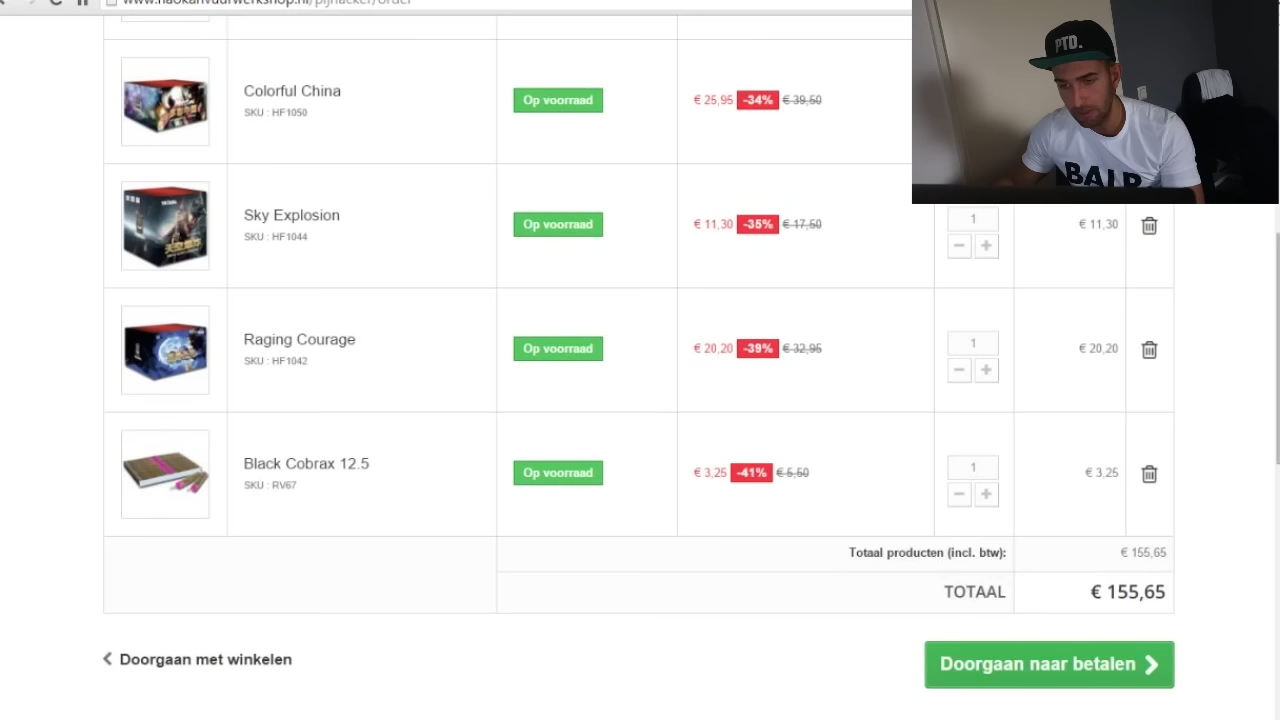 Colorful China
SKU : HF1050
Op voorraad
€ 25,95 -34% € 39,50
PTD.
BALR
Sky Explosion
SKU : HF1044
Op voorraad
€ 11,30 -35% € 17,50
1
€ 11,30
Raging Courage
SKU : HF1042
Op voorraad
€ 20,20 -39% € 32,95
1
€ 20,20
Black Cobrax 12.5
SKU : RV67
Op voorraad
€ 3,25 -41% € 5,50
1
€ 3,25
Totaal producten (incl. btw): € 155,65
TOTAAL € 155,65
Doorgaan met winkelen
Doorgaan naar betalen